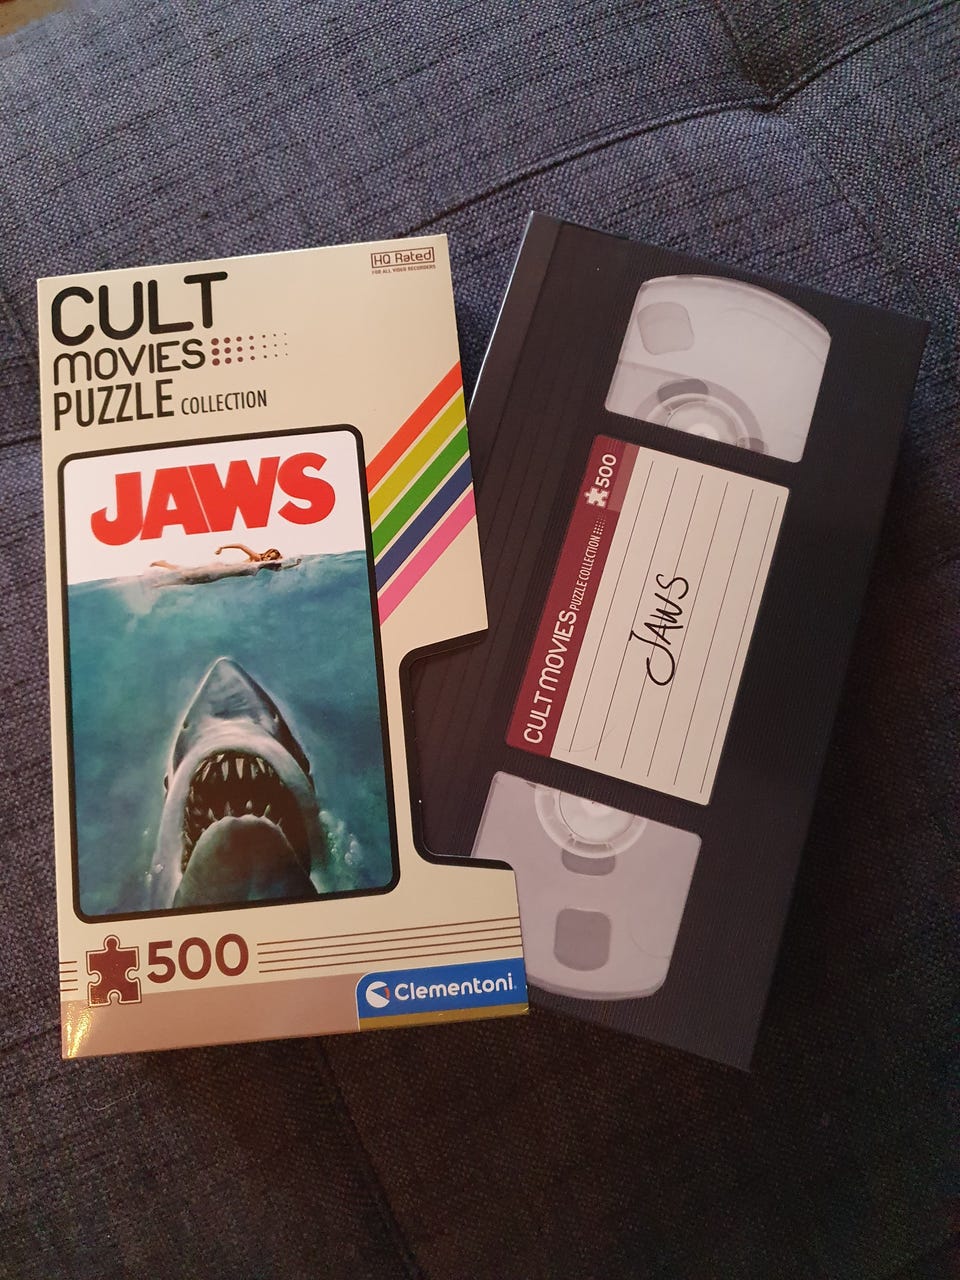 HQ Rated
FOR ALL VIDEO RECORDERS
CULT
MOVIES
PUZZLE COLLECTION
JAWS
500
Clementoni
500
CULT MOVIES PUZZLE COLLECTION
JAWS